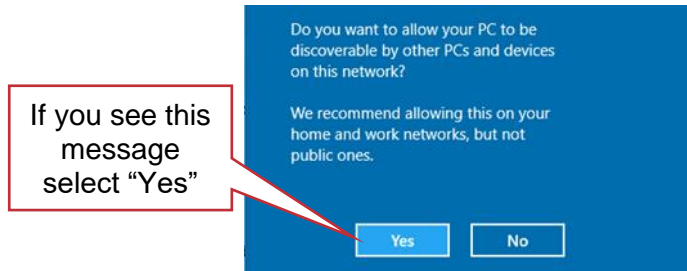 Do you want to allow your PC to be
discoverable by other PCs and devices
on this network?
We recommend allowing this on your
home and work networks, but not
public ones.
If you see this
message
select “Yes”
Yes
No